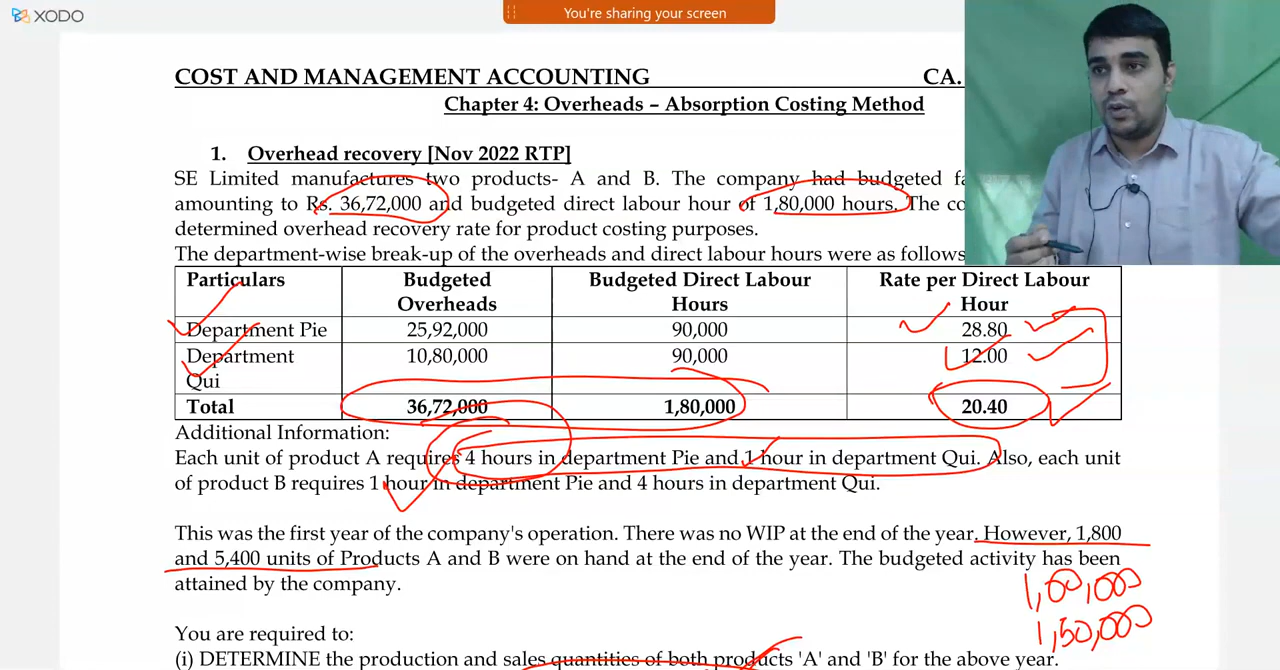 XODO
You're sharing your screen
COST AND MANAGEMENT ACCOUNTING CA.
Chapter 4: Overheads – Absorption Costing Method
1. Overhead recovery [Nov 2022 RTP]
SE Limited manufactures two products- A and B. The company had budgeted fa
amounting to Rs. 36,72,000 and budgeted direct labour hour of 1,80,000 hours. The co
determined overhead recovery rate for product costing purposes.
The department-wise break-up of the overheads and direct labour hours were as follows
Particulars Budgeted Overheads Budgeted Direct Labour Hours Rate per Direct Labour Hour
Department Pie 25,92,000 90,000 28.80
Department Qui 10,80,000 90,000 12.00
Total 36,72,000 1,80,000 20.40
Additional Information:
Each unit of product A requires 4 hours in department Pie and 1 hour in department Qui. Also, each unit
of product B requires 1 hour in department Pie and 4 hours in department Qui.
This was the first year of the company's operation. There was no WIP at the end of the year. However, 1,800
and 5,400 units of Products A and B were on hand at the end of the year. The budgeted activity has been
attained by the company.
1,00,000
1,50,000
You are required to:
(i) DETERMINE the production and sales quantities of both products 'A' and 'B' for the above year.